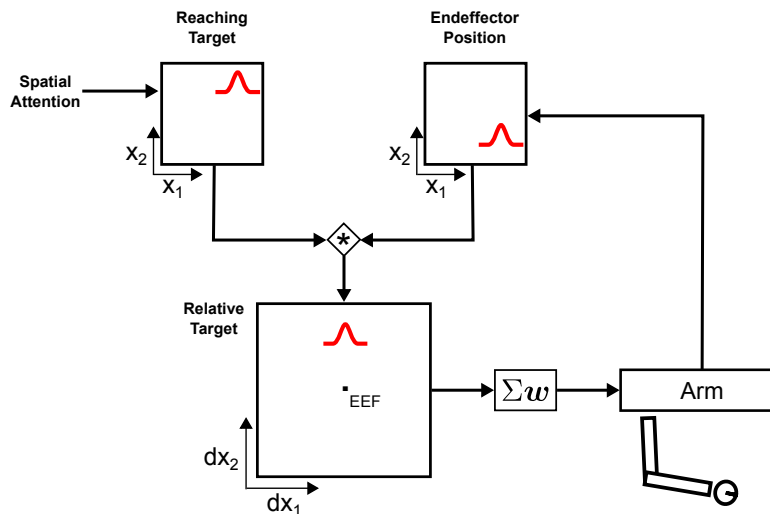 Reaching
Target
Endeffector
Position
Spatial
Attention
x₂
x₁
x₂
x₁
*
Relative
Target
EEF
Σw
Arm
dx₂
dx₁